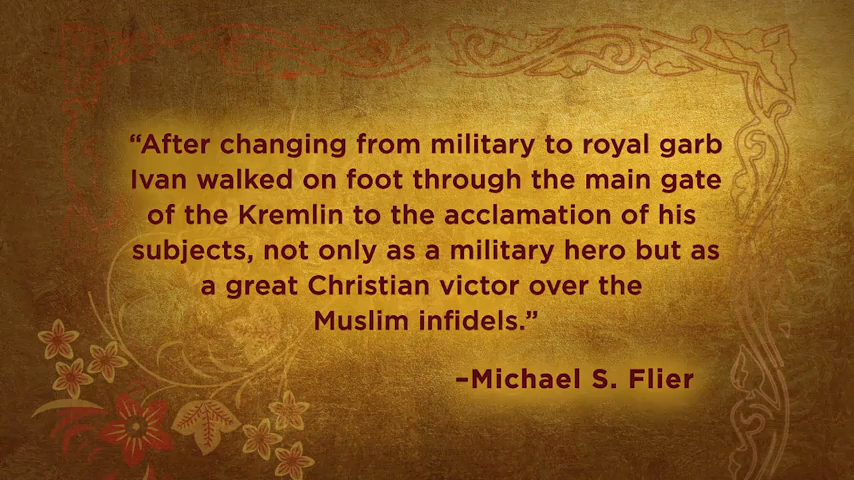 “After changing from military to royal garb
Ivan walked on foot through the main gate
of the Kremlin to the acclamation of his
subjects, not only as a military hero but as
a great Christian victor over the
Muslim infidels.”
–Michael S. Flier